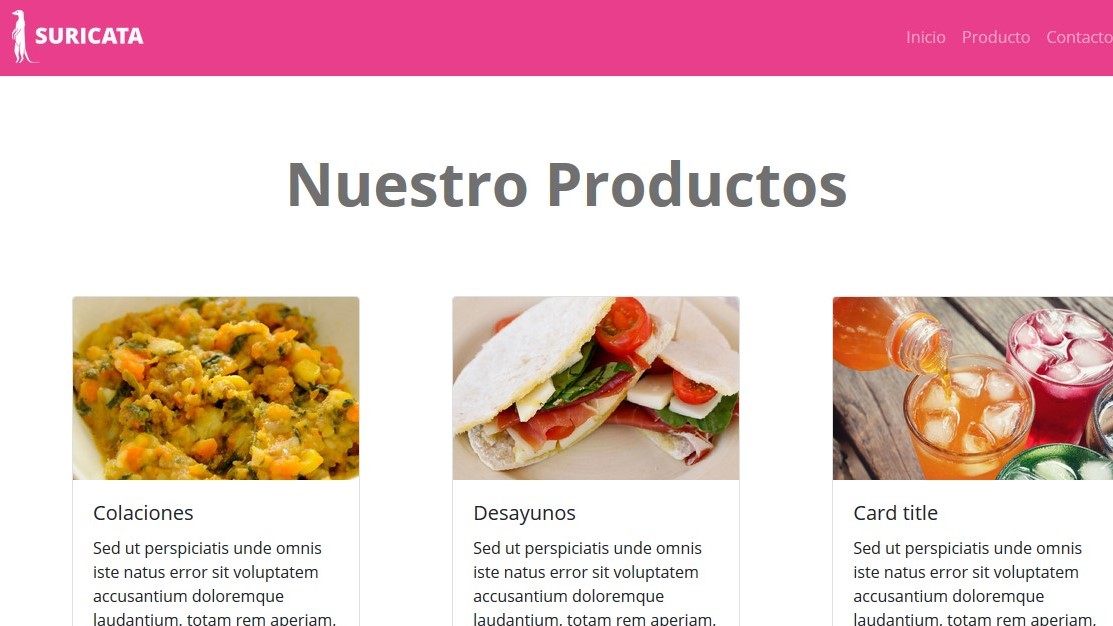 SURICATA
Inicio Producto Contacto
Nuestro Productos
Colaciones
Sed ut perspiciatis unde omnis
iste natus error sit voluptatem
accusantium doloremque
laudantium, totam rem aperiam,
Desayunos
Sed ut perspiciatis unde omnis
iste natus error sit voluptatem
accusantium doloremque
laudantium, totam rem aperiam,
Card title
Sed ut perspiciatis unde omnis
iste natus error sit voluptatem
accusantium doloremque
laudantium, totam rem aperiam,